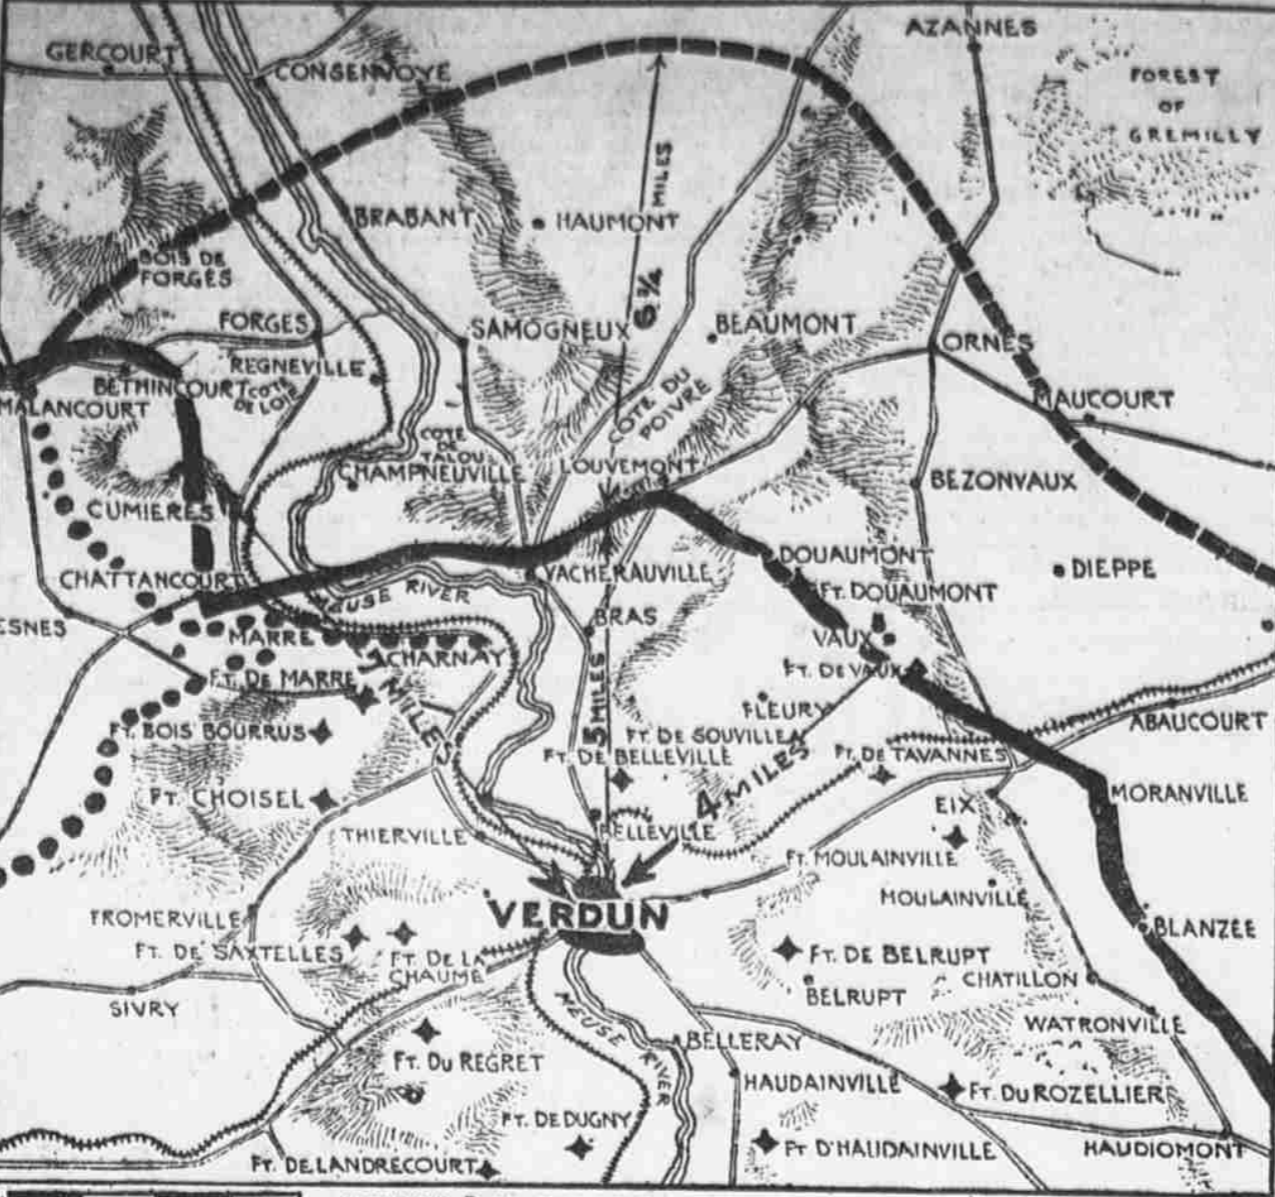 AZANNES
GERCOURT
CONSENVOYE
FOREST
OF
GREMILLY
MILES
BRABANT
HAUMONT
BOIS DE
FORGES
6 3/4
FORGES
SAMOGNEUX
BEAUMONT
ORNES
REGNEVILLE
BETHINCOURT
COTE
DE LOIE
MALANCOURT
COTE DU
POIVRE
MAUCOURT
COTE
TALOU
CHAMPNEUVILLE
LOUVEMONT
BEZONVAUX
CUMIERES
DOUAUMONT
CHATTANCOURT
VACHERAUVILLE
DIEPPE
MEUSE RIVER
FT. DOUAUMONT
ESNES
BRAS
MARRE
VAUX
CHARNAY
FT. DE MARRE
FT. DE VAUX
MILES
5 MILES
FLEURY
ABAUCOURT
FT. BOIS BOURRUS
FT. DE SOUVILLE
FT. DE BELLEVILLE
FT. DE TAVANNES
4 MILES
FT. CHOISEL
EIX
MORANVILLE
THIERVILLE
BELLEVILLE
FT. MOULAINVILLE
MOULAINVILLE
VERDUN
FROMERVILLE
BLANZÉE
FT. DE SAXTELLES
FT. DE LA
CHAUME
FT. DE BELRUPT
CHATILLON
BELRUPT
SIVRY
MEUSE RIVER
WATRONVILLE
BELLERAY
FT. DU REGRET
HAUDAINVILLE
FT. DU ROZELLIER
FT. DE DUGNY
FT D'HAUDAINVILLE
HAUDIOMONT
FT. DE LANDRECOURT